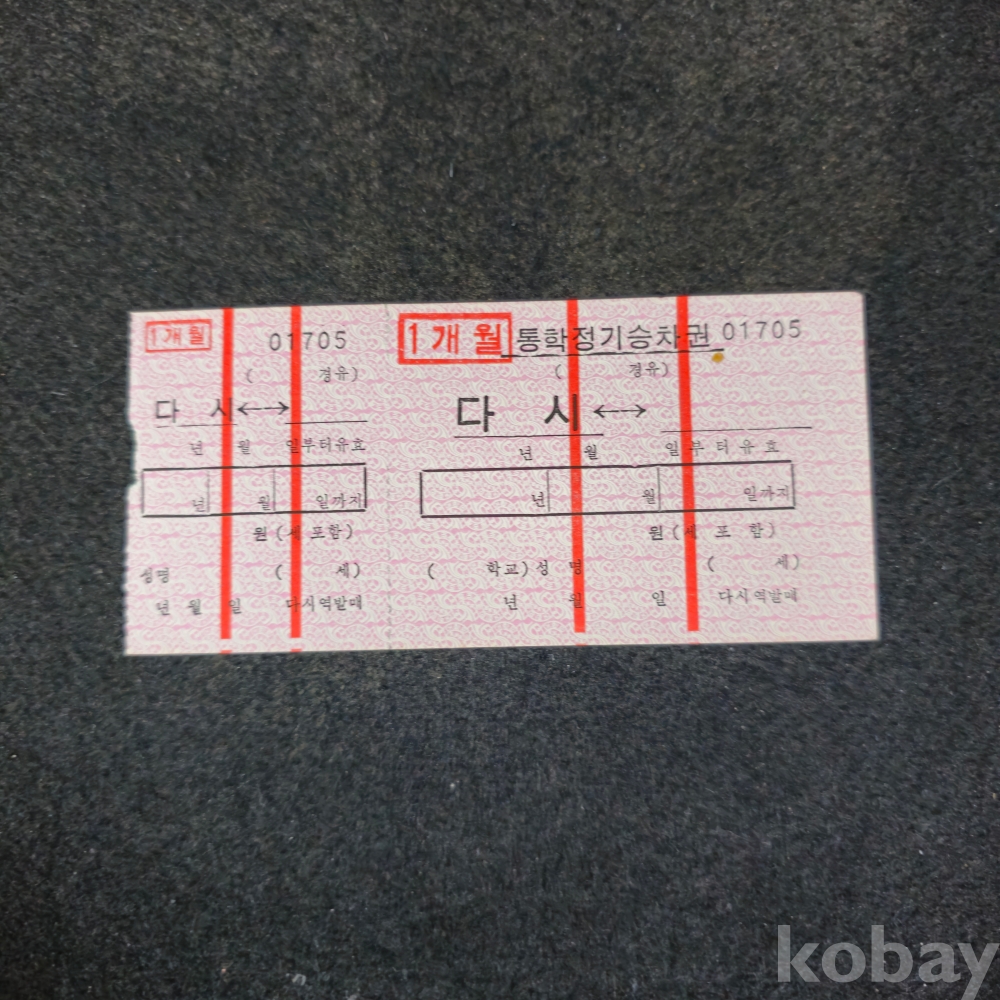 1개월 01705
( 경유)
다 시 ←→
년 월 일부터유효
년 월 일까지
원 (세 포함)
성명 ( 세)
년 월 일 다시역발매
1개월 통학정기승차권 01705
( 경유)
다 시 ←→
년 월 일부터유효
년 월 일까지
원 (세 포 함)
( 학교) 성 명 ( 세)
년 월 일 다시역발매
kobay